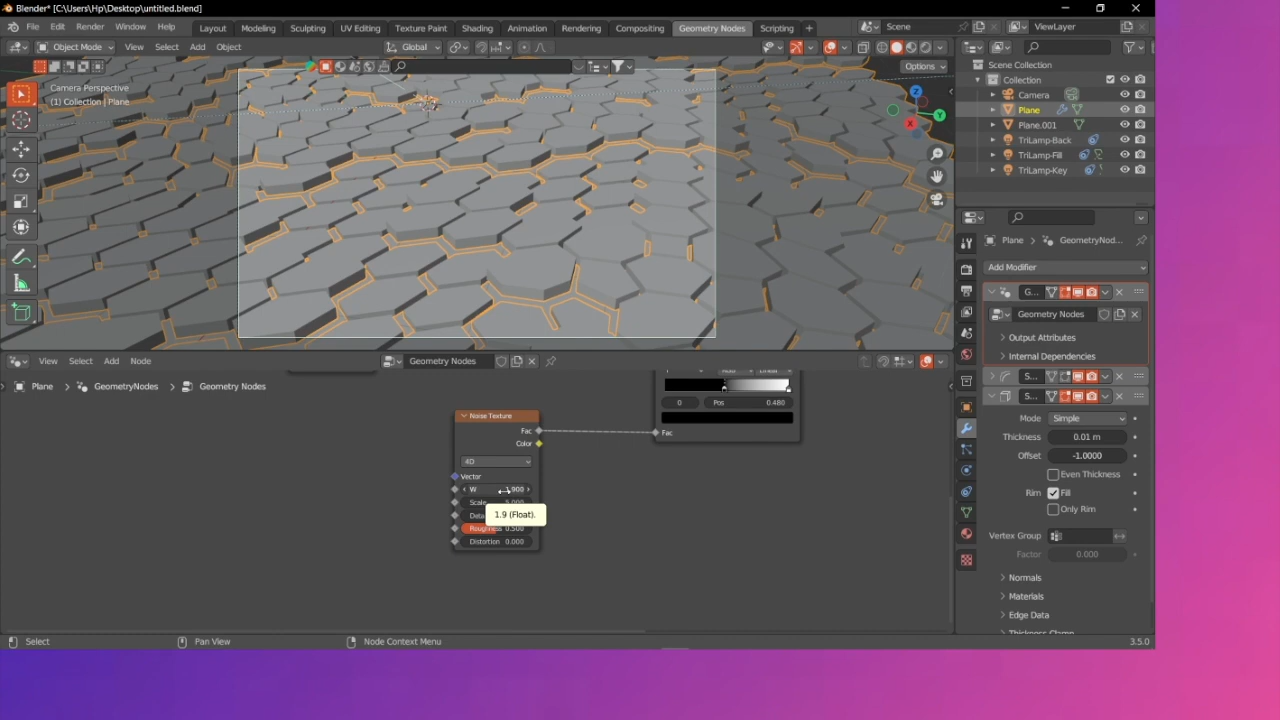 Blender* [C:\Users\Hp\Desktop\untitled.blend]
File Edit Render Window Help
Layout Modeling Sculpting UV Editing Texture Paint Shading Animation Rendering Compositing Geometry Nodes Scripting +
Scene ViewLayer
Object Mode View Select Add Object Global
Options
Camera Perspective
(1) Collection | Plane
X Y Z
Scene Collection
Collection
Camera
Plane
Plane.001
TriLamp-Back
TriLamp-Fill
TriLamp-Key
Plane > GeometryNod...
Add Modifier
G...
Geometry Nodes
Output Attributes
Internal Dependencies
S...
S...
Mode Simple
Thickness 0.01 m
Offset -1.0000
Even Thickness
Rim Fill
Only Rim
Vertex Group
Factor 0.000
Normals
Materials
Edge Data
Thickness Clamp
View Select Add Node Geometry Nodes
Plane > GeometryNodes > Geometry Nodes
0 Pos 0.480
Fac
Noise Texture
Fac
Color
4D
Vector
W 1.900
Scale 5.000
1.9 (Float).
Roughness 0.500
Distortion 0.000
Select Pan View Node Context Menu 3.5.0